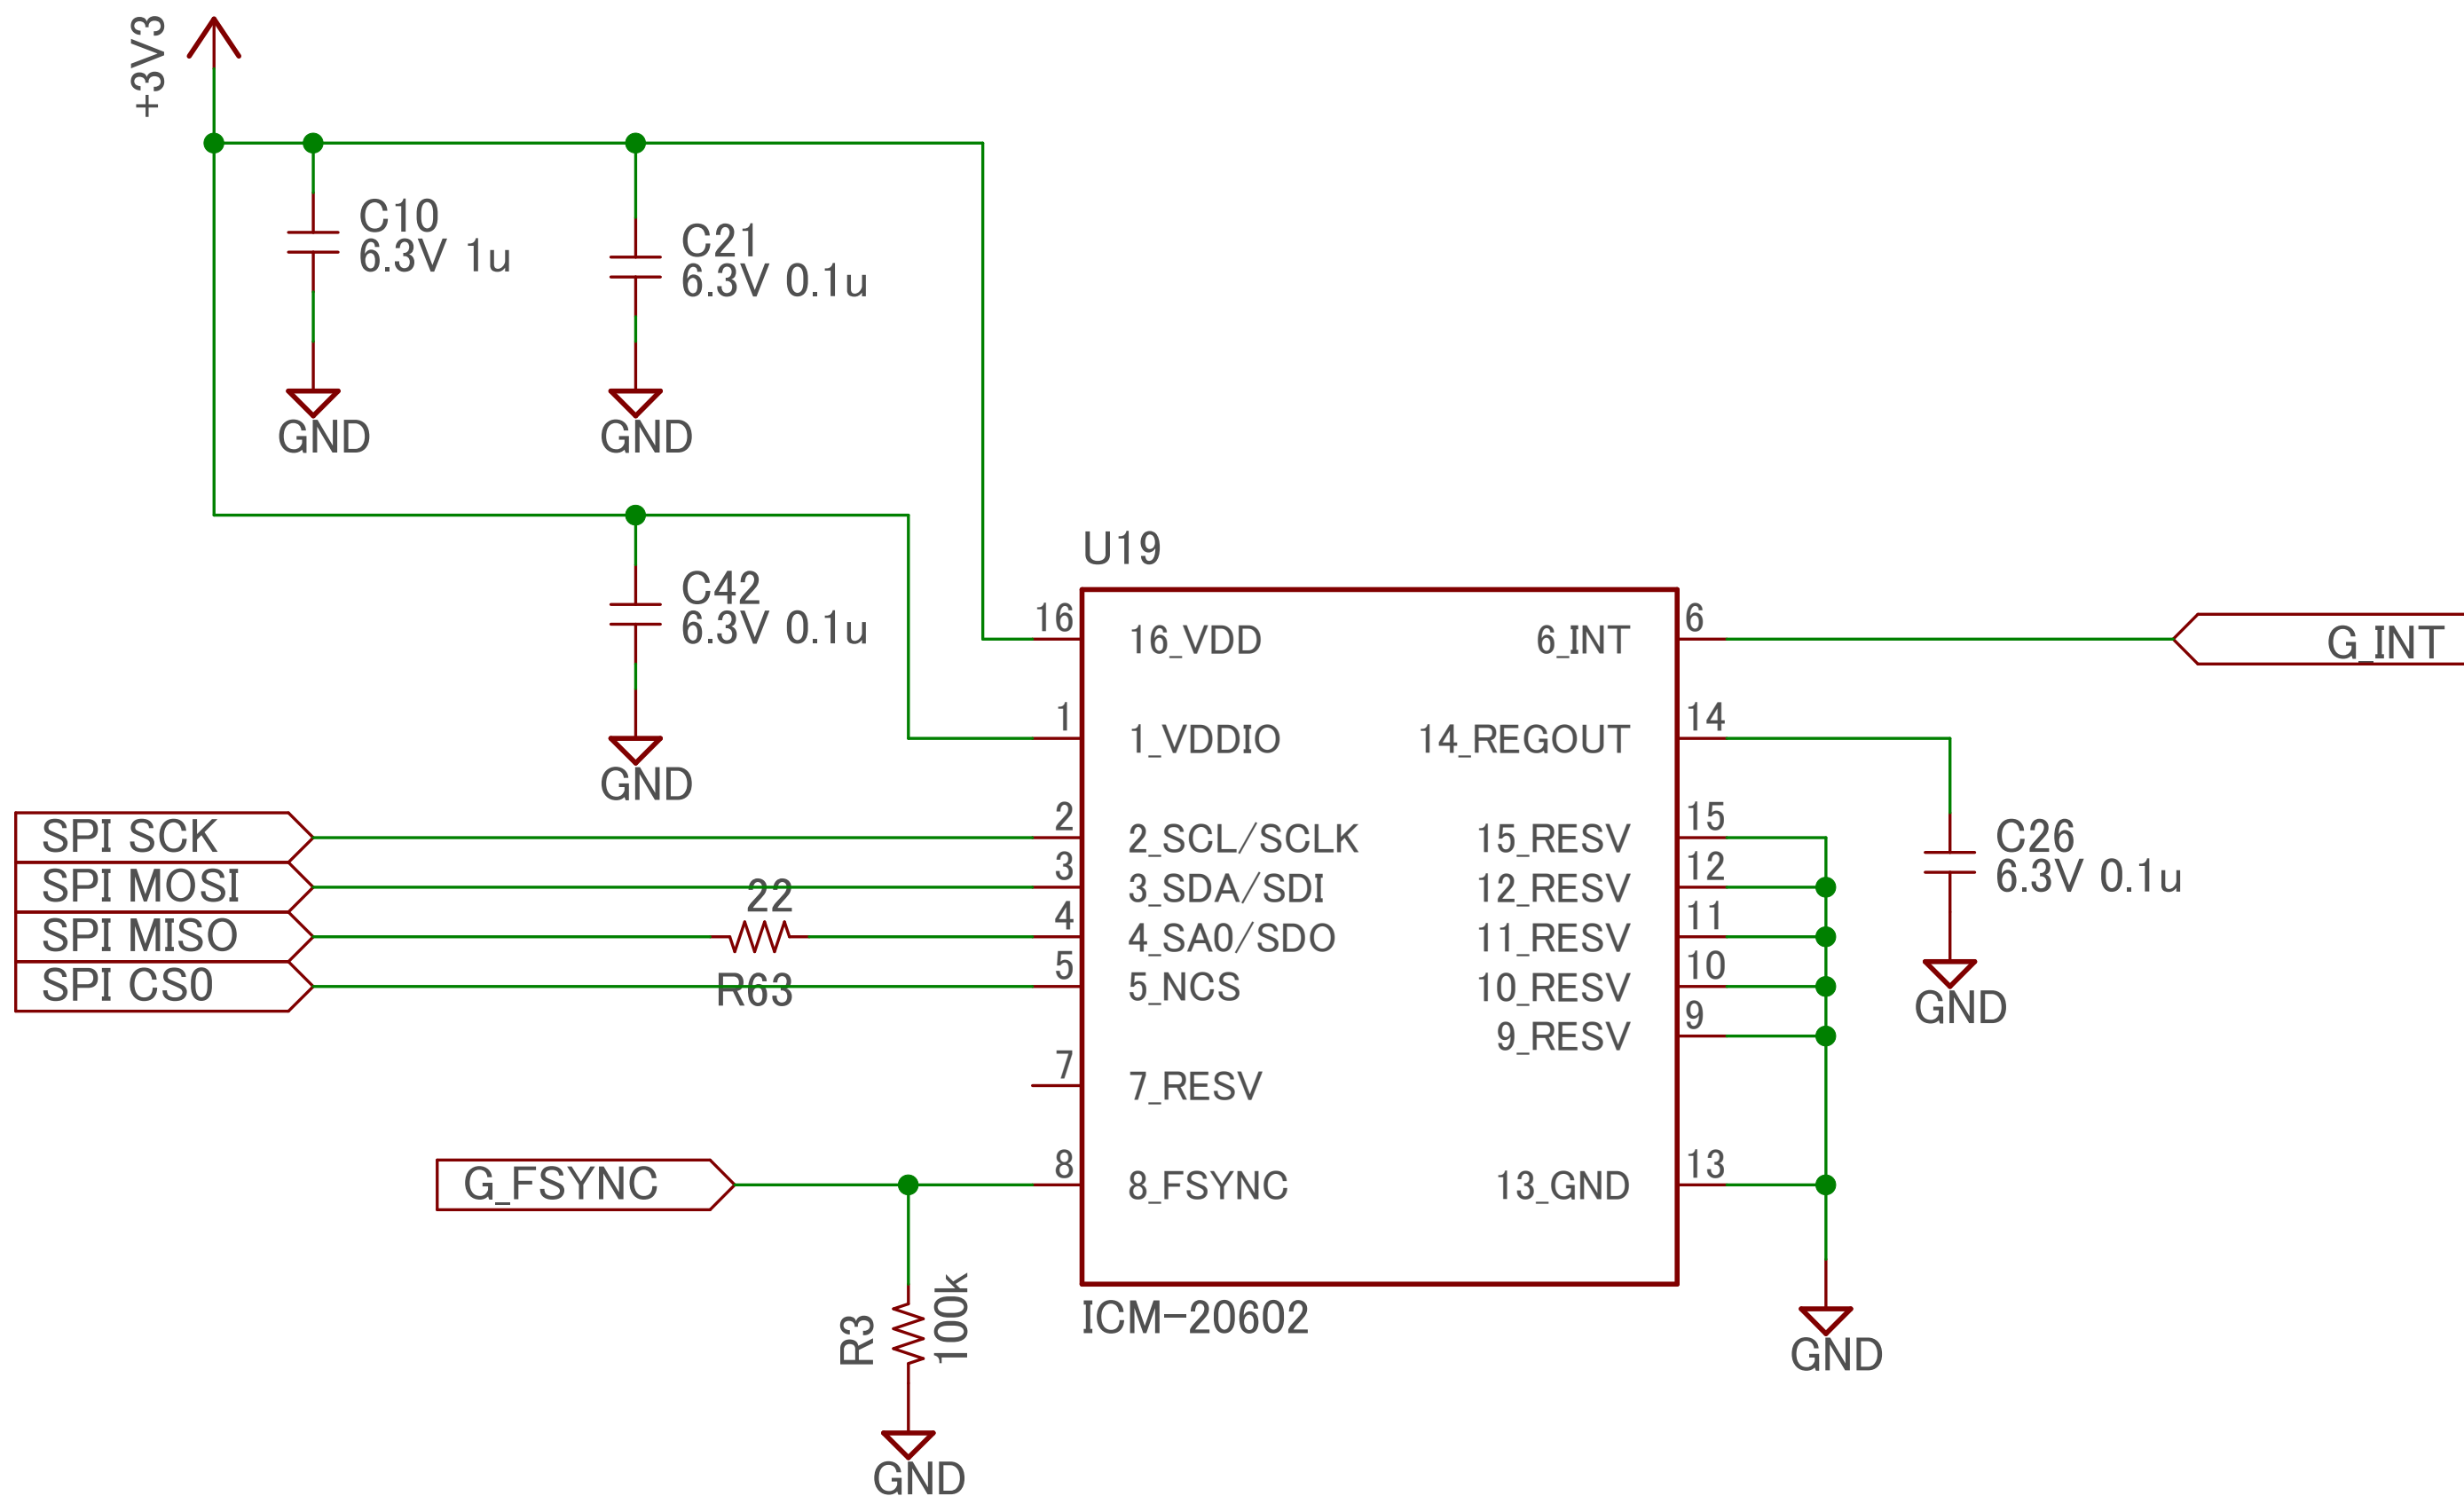 +3V3
C10
6.3V 1u
C21
6.3V 0.1u
GND
GND
C42
6.3V 0.1u
GND
U19
16
16_VDD
6_INT
6
G_INT
1
1_VDDIO
14_REGOUT
14
SPI SCK
2
2_SCL/SCLK
15_RESV
15
C26
6.3V 0.1u
SPI MOSI
22
3
3_SDA/SDI
12_RESV
12
SPI MISO
4
4_SA0/SDO
11_RESV
11
SPI CS0
R63
5
5_NCS
10_RESV
10
GND
9_RESV
9
7
7_RESV
G_FSYNC
8
8_FSYNC
13_GND
13
R3
100k
ICM-20602
GND
GND